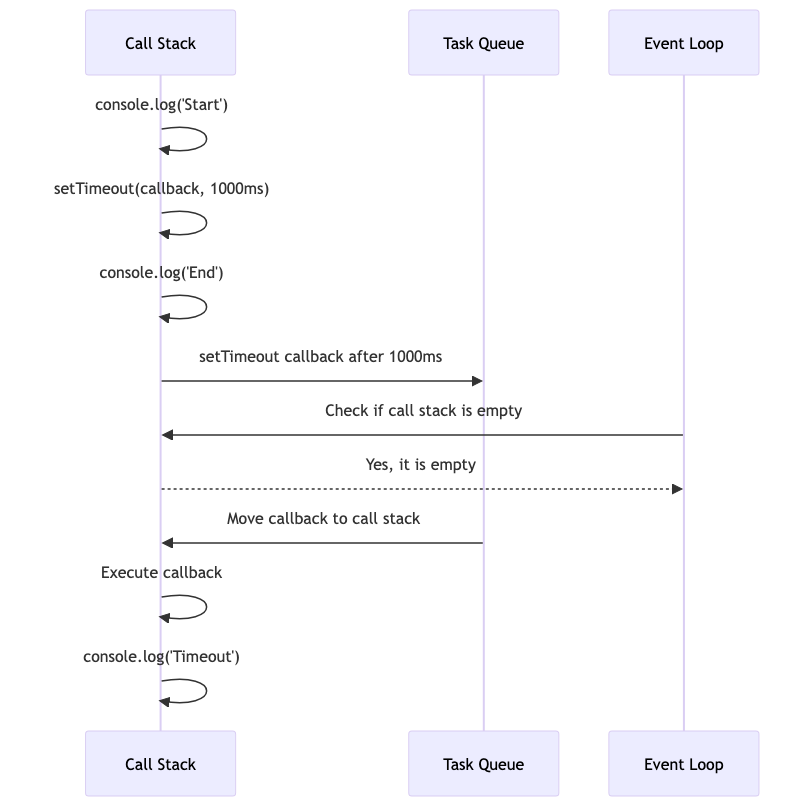 Call Stack
Task Queue
Event Loop
console.log('Start')
setTimeout(callback, 1000ms)
console.log('End')
setTimeout callback after 1000ms
Check if call stack is empty
Yes, it is empty
Move callback to call stack
Execute callback
console.log('Timeout')
Call Stack
Task Queue
Event Loop